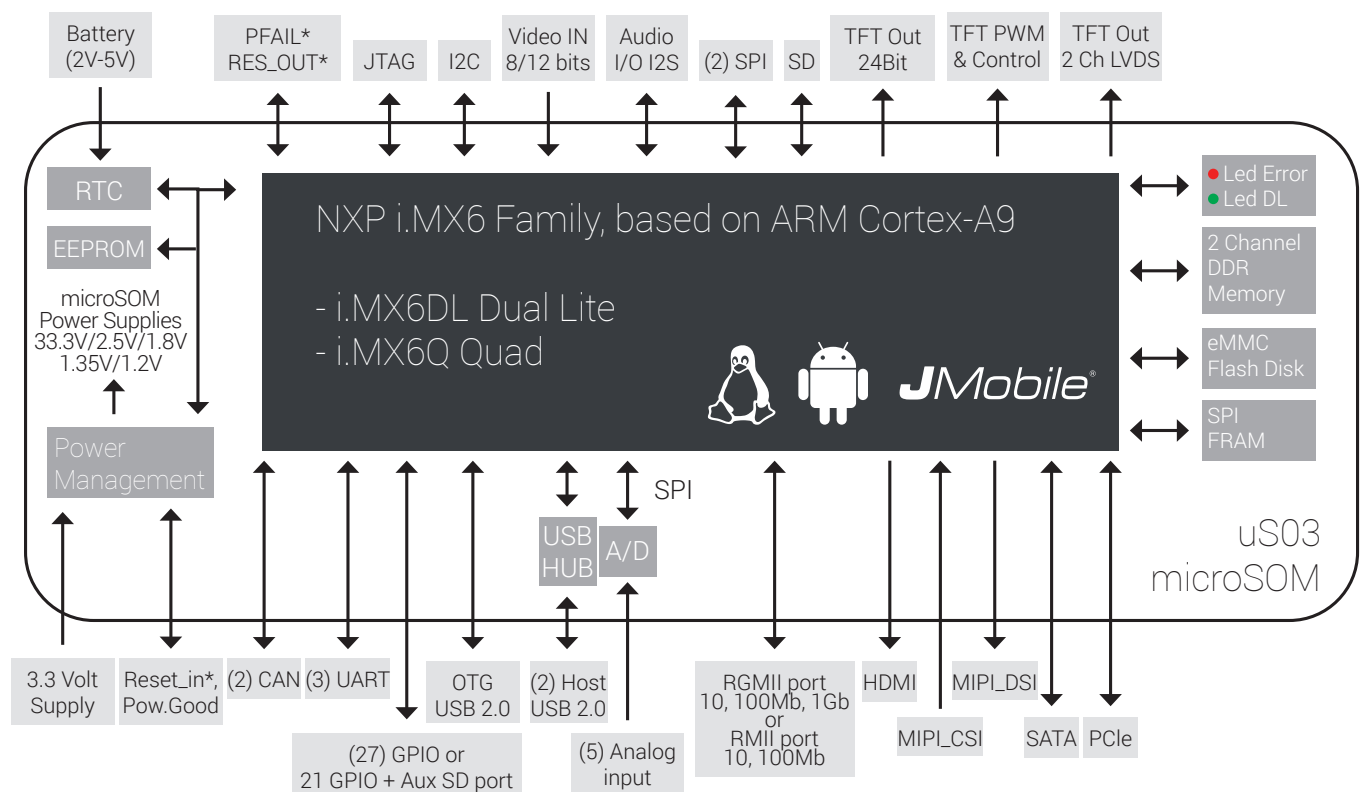 Battery
(2V-5V)
PFAIL*
RES_OUT*
JTAG
I2C
Video IN
8/12 bits
Audio
I/O I2S
(2) SPI
SD
TFT Out
24Bit
TFT PWM
& Control
TFT Out
2 Ch LVDS
RTC
EEPROM
microSOM
Power Supplies
33.3V/2.5V/1.8V
1.35V/1.2V
Power
Management
NXP i.MX6 Family, based on ARM Cortex-A9
- i.MX6DL Dual Lite
- i.MX6Q Quad
JMobile®
Led Error
Led DL
2 Channel
DDR
Memory
eMMC
Flash Disk
SPI
FRAM
SPI
USB
HUB
A/D
uS03
microSOM
3.3 Volt
Supply
Reset_in*,
Pow.Good
(2) CAN
(3) UART
(27) GPIO or
21 GPIO + Aux SD port
OTG
USB 2.0
(2) Host
USB 2.0
(5) Analog
input
RGMII port
10, 100Mb, 1Gb
or
RMII port
10, 100Mb
HDMI
MIPI_CSI
MIPI_DSI
SATA
PCIe